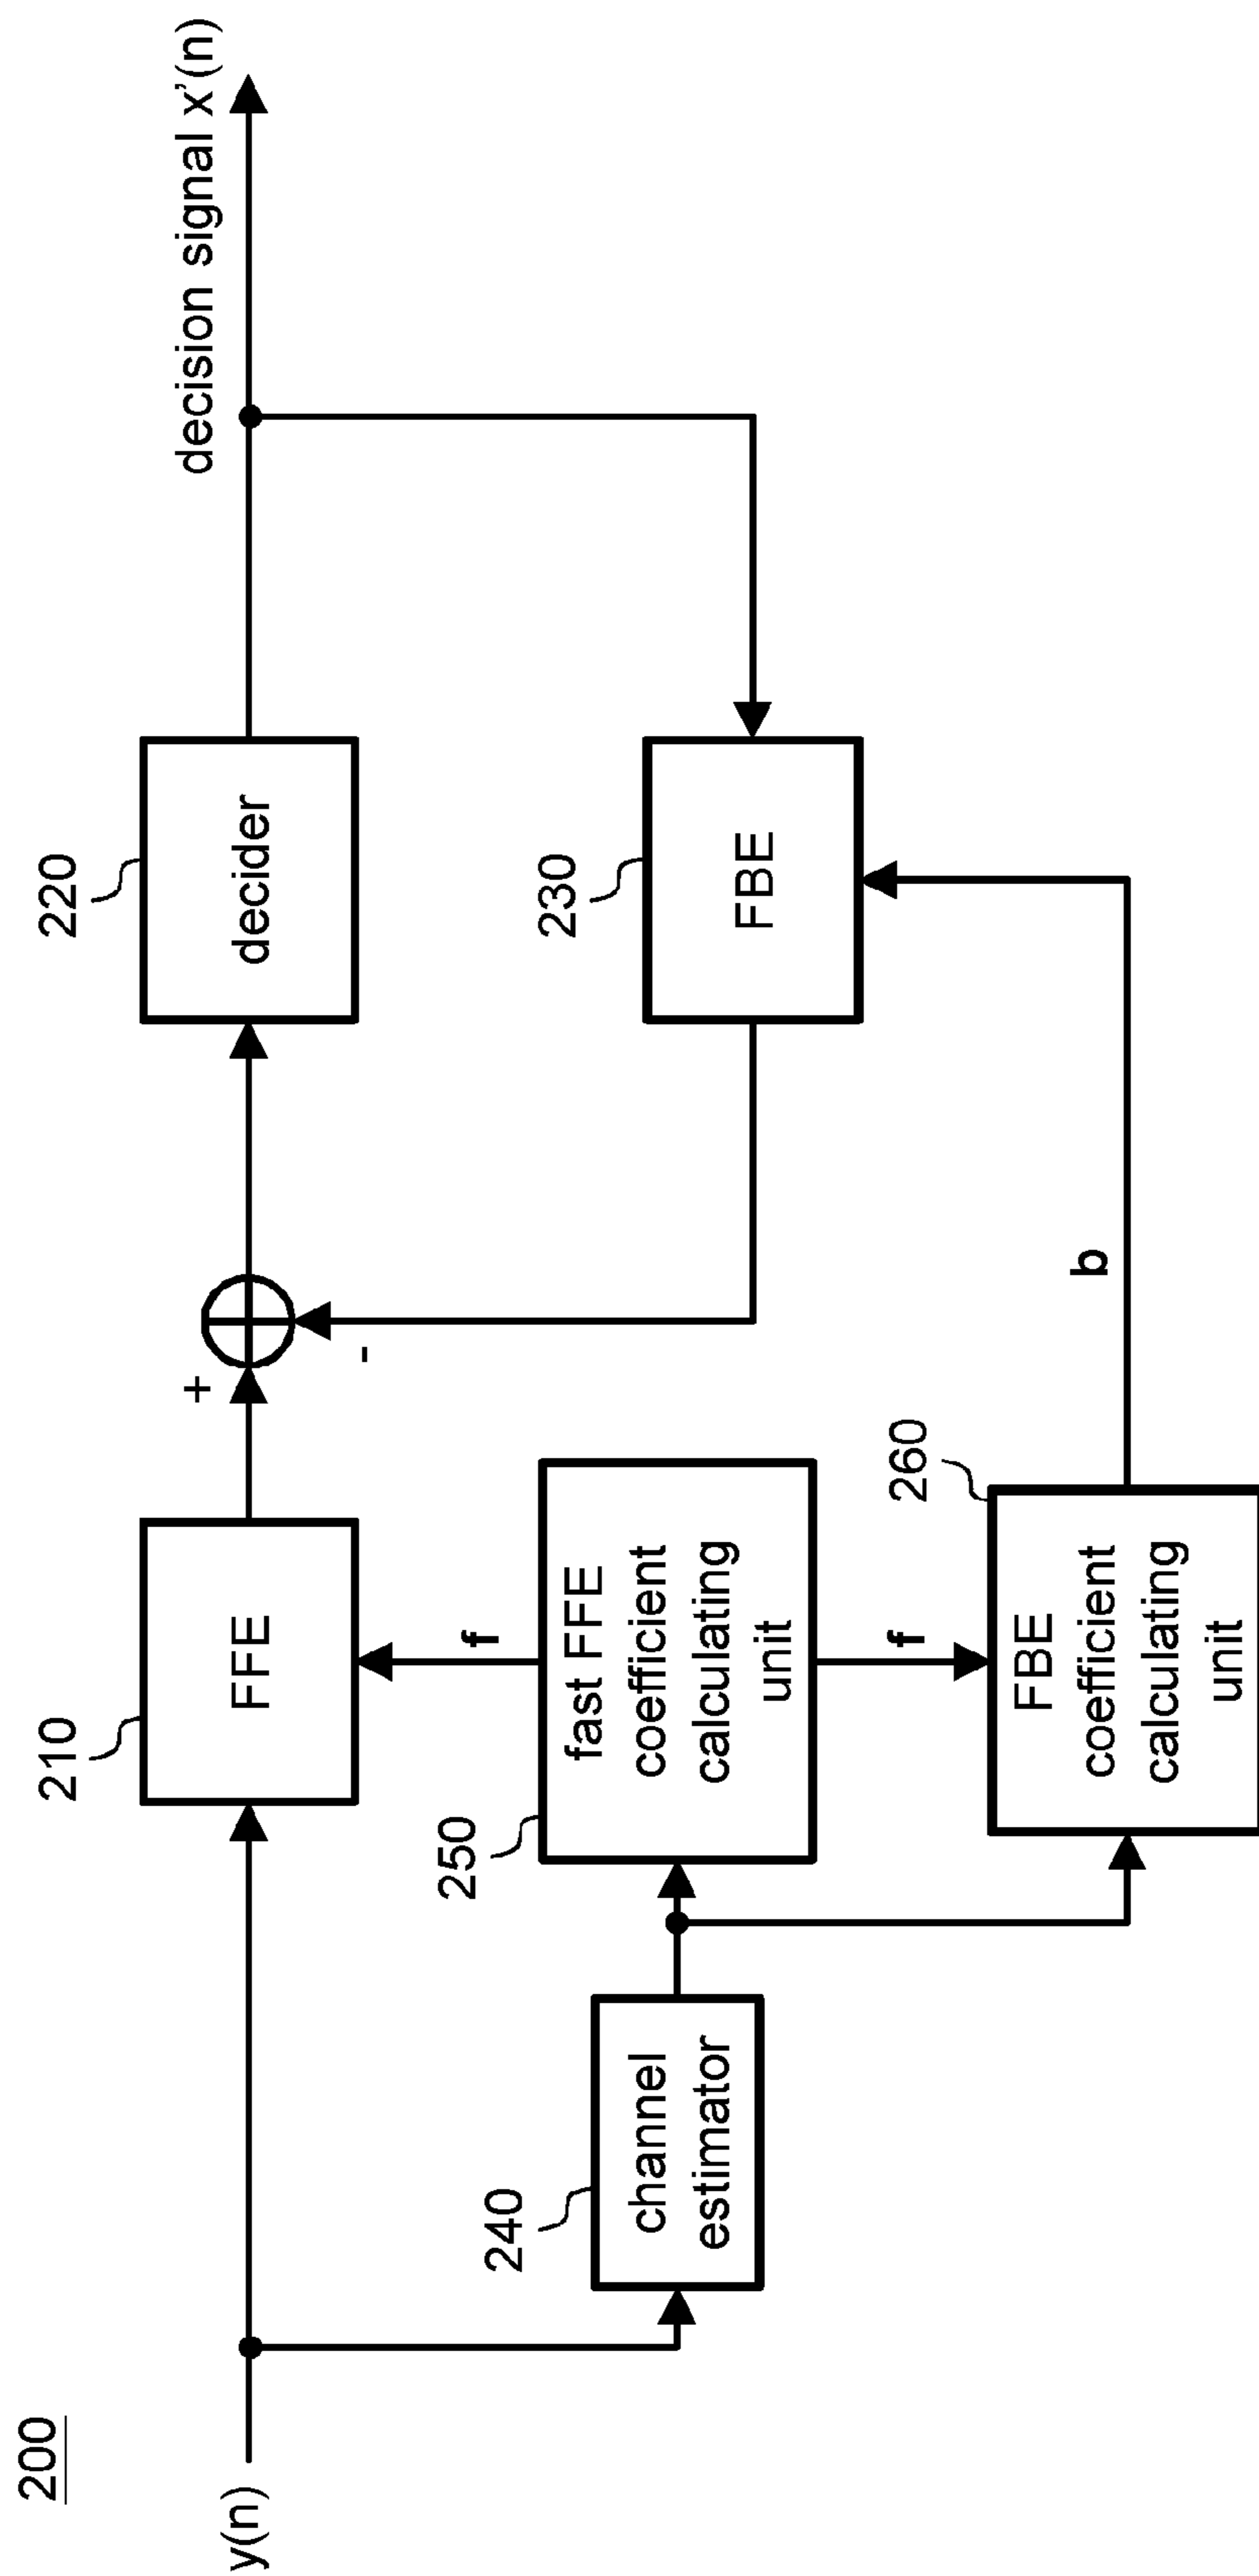 200
y(n)
210
FFE
+
-
220
decider
decision signal x'(n)
230
FBE
240
channel
estimator
250
fast FFE
coefficient
calculating
unit
f
f
260
FBE
coefficient
calculating
unit
b